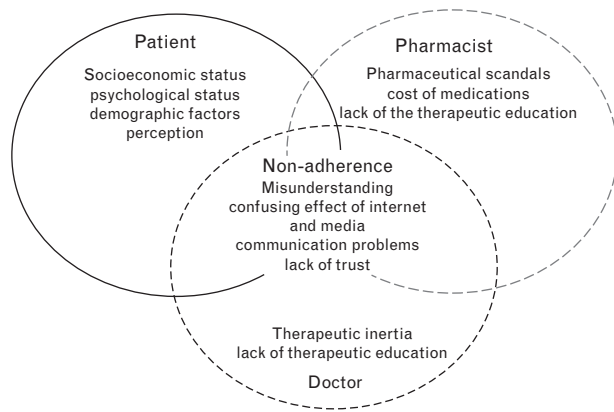 Patient
Socioeconomic status
psychological status
demographic factors
perception
Pharmacist
Pharmaceutical scandals
cost of medications
lack of the therapeutic education
Non-adherence
Misunderstanding
confusing effect of internet
and media
communication problems
lack of trust
Therapeutic inertia
lack of therapeutic education
Doctor